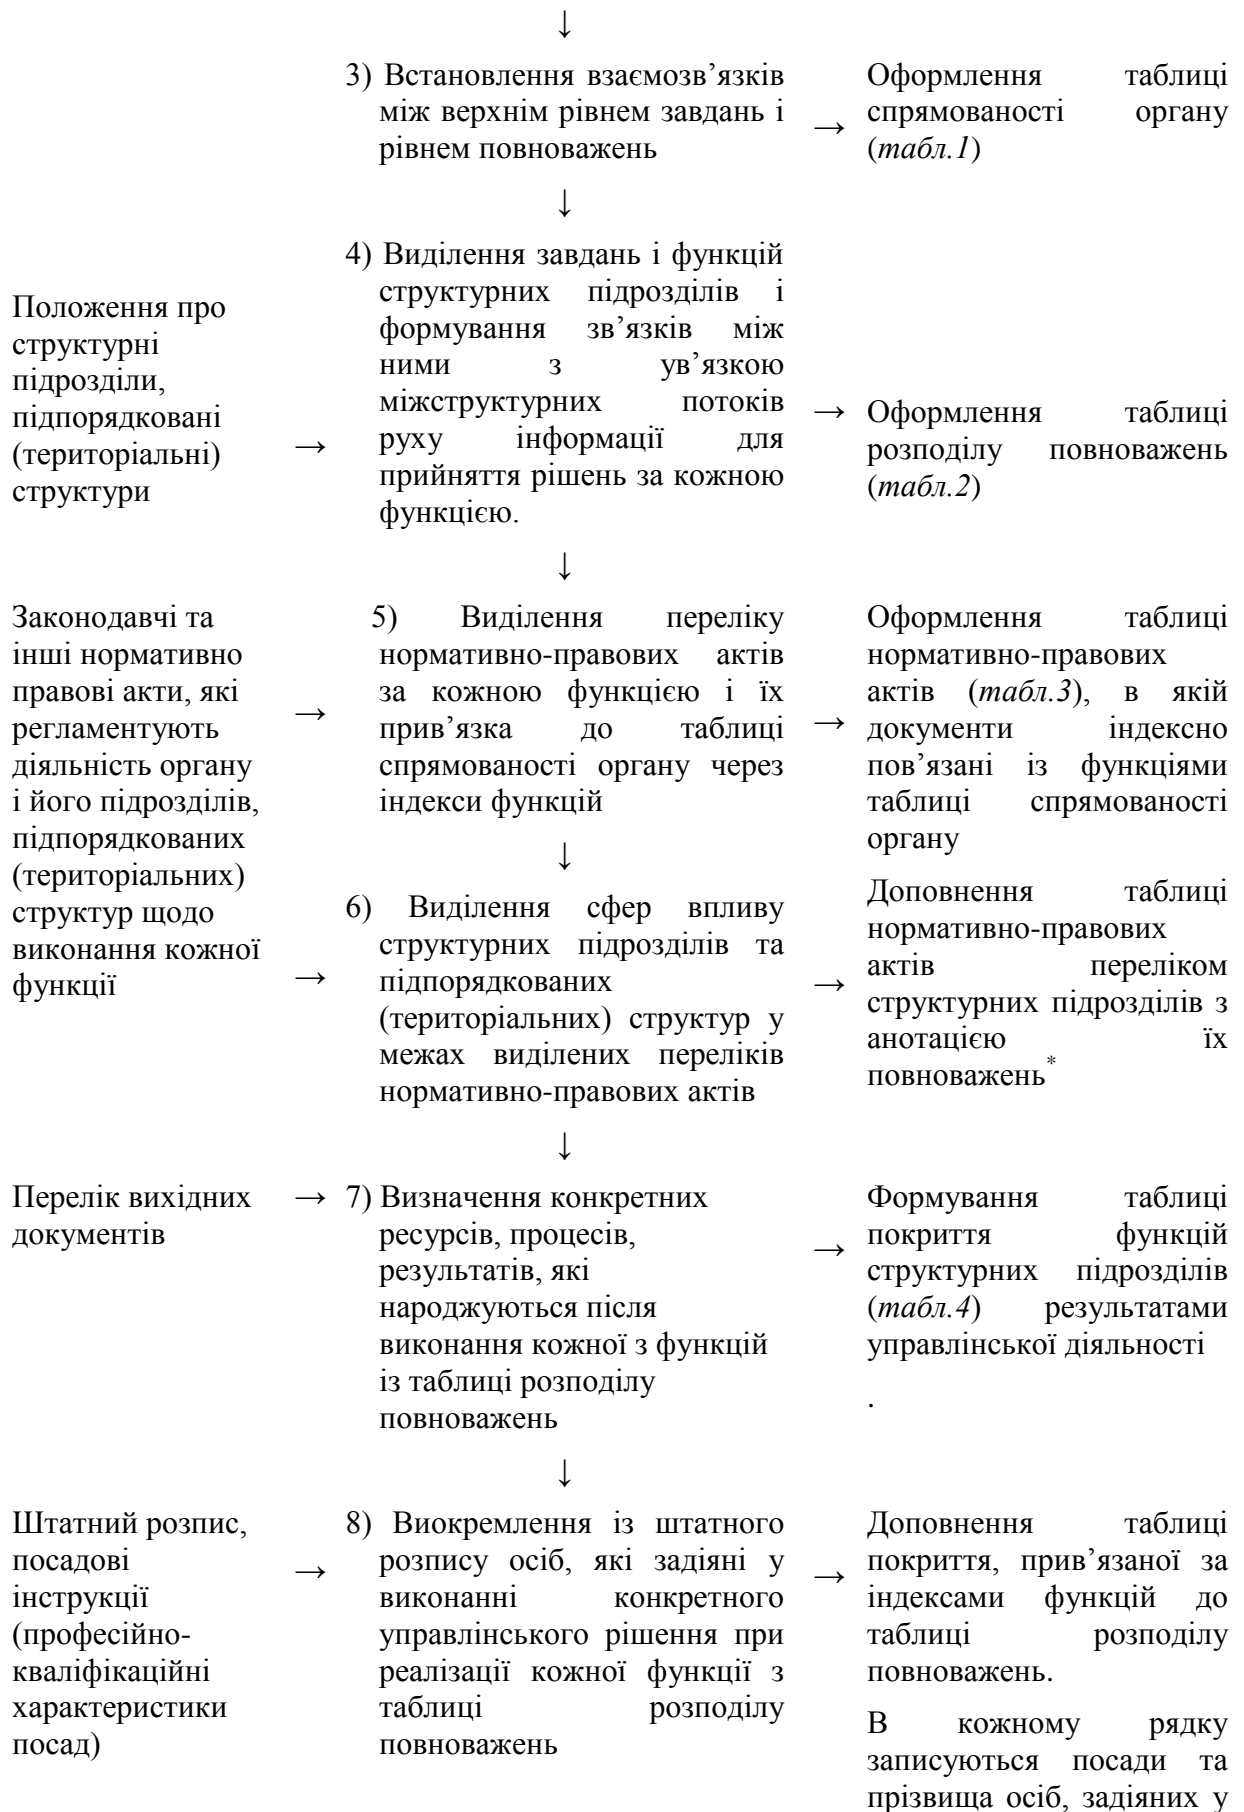 ↓
3) Встановлення взаємозв’язків
між верхнім рівнем завдань і
рівнем повноважень
→
Оформлення таблиці
спрямованості органу
(табл.1)
↓
Положення про
структурні
підрозділи,
підпорядковані
(територіальні)
структури
→
4) Виділення завдань і функцій
структурних підрозділів і
формування зв’язків між
ними з ув’язкою
міжструктурних потоків
руху інформації для
прийняття рішень за кожною
функцією.
→
Оформлення таблиці
розподілу повноважень
(табл.2)
↓
Законодавчі та
інші нормативно
правові акти, які
регламентують
діяльність органу
і його підрозділів,
підпорядкованих
(територіальних)
структур щодо
виконання кожної
функції
→
5) Виділення переліку
нормативно-правових актів
за кожною функцією і їх
прив’язка до таблиці
спрямованості органу через
індекси функцій
→
Оформлення таблиці
нормативно-правових
актів (табл.3), в якій
документи індексно
пов’язані із функціями
таблиці спрямованості
органу
↓
→
6) Виділення сфер впливу
структурних підрозділів та
підпорядкованих
(територіальних) структур у
межах виділених переліків
нормативно-правових актів
→
Доповнення таблиці
нормативно-правових
актів переліком
структурних підрозділів з
анотацією їх
повноважень*
↓
Перелік вихідних
документів
→
7) Визначення конкретних
ресурсів, процесів,
результатів, які
народжуються після
виконання кожної з функцій
із таблиці розподілу
повноважень
→
Формування таблиці
покриття функцій
структурних підрозділів
(табл.4) результатами
управлінської діяльності
.
↓
Штатний розпис,
посадові
інструкції
(професійно-
кваліфікаційні
характеристики
посад)
→
8) Виокремлення із штатного
розпису осіб, які задіяні у
виконанні конкретного
управлінського рішення при
реалізації кожної функції з
таблиці розподілу
повноважень
→
Доповнення таблиці
покриття, прив’язаної за
індексами функцій до
таблиці розподілу
повноважень.
В кожному рядку
записуються посади та
прізвища осіб, задіяних у